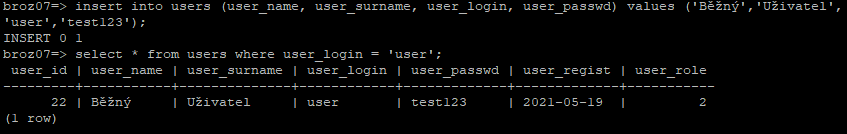 broz07=> insert into users (user_name, user_surname, user_login, user_passwd) values ('Běžný','Uživatel',
'user','test123');
INSERT 0 1
broz07=> select * from users where user_login = 'user';
 user_id | user_name | user_surname | user_login | user_passwd | user_regist | user_role
---------+-----------+--------------+------------+-------------+-------------+-----------
      22 | Běžný     | Uživatel     | user       | test123     | 2021-05-19  |         2
(1 row)